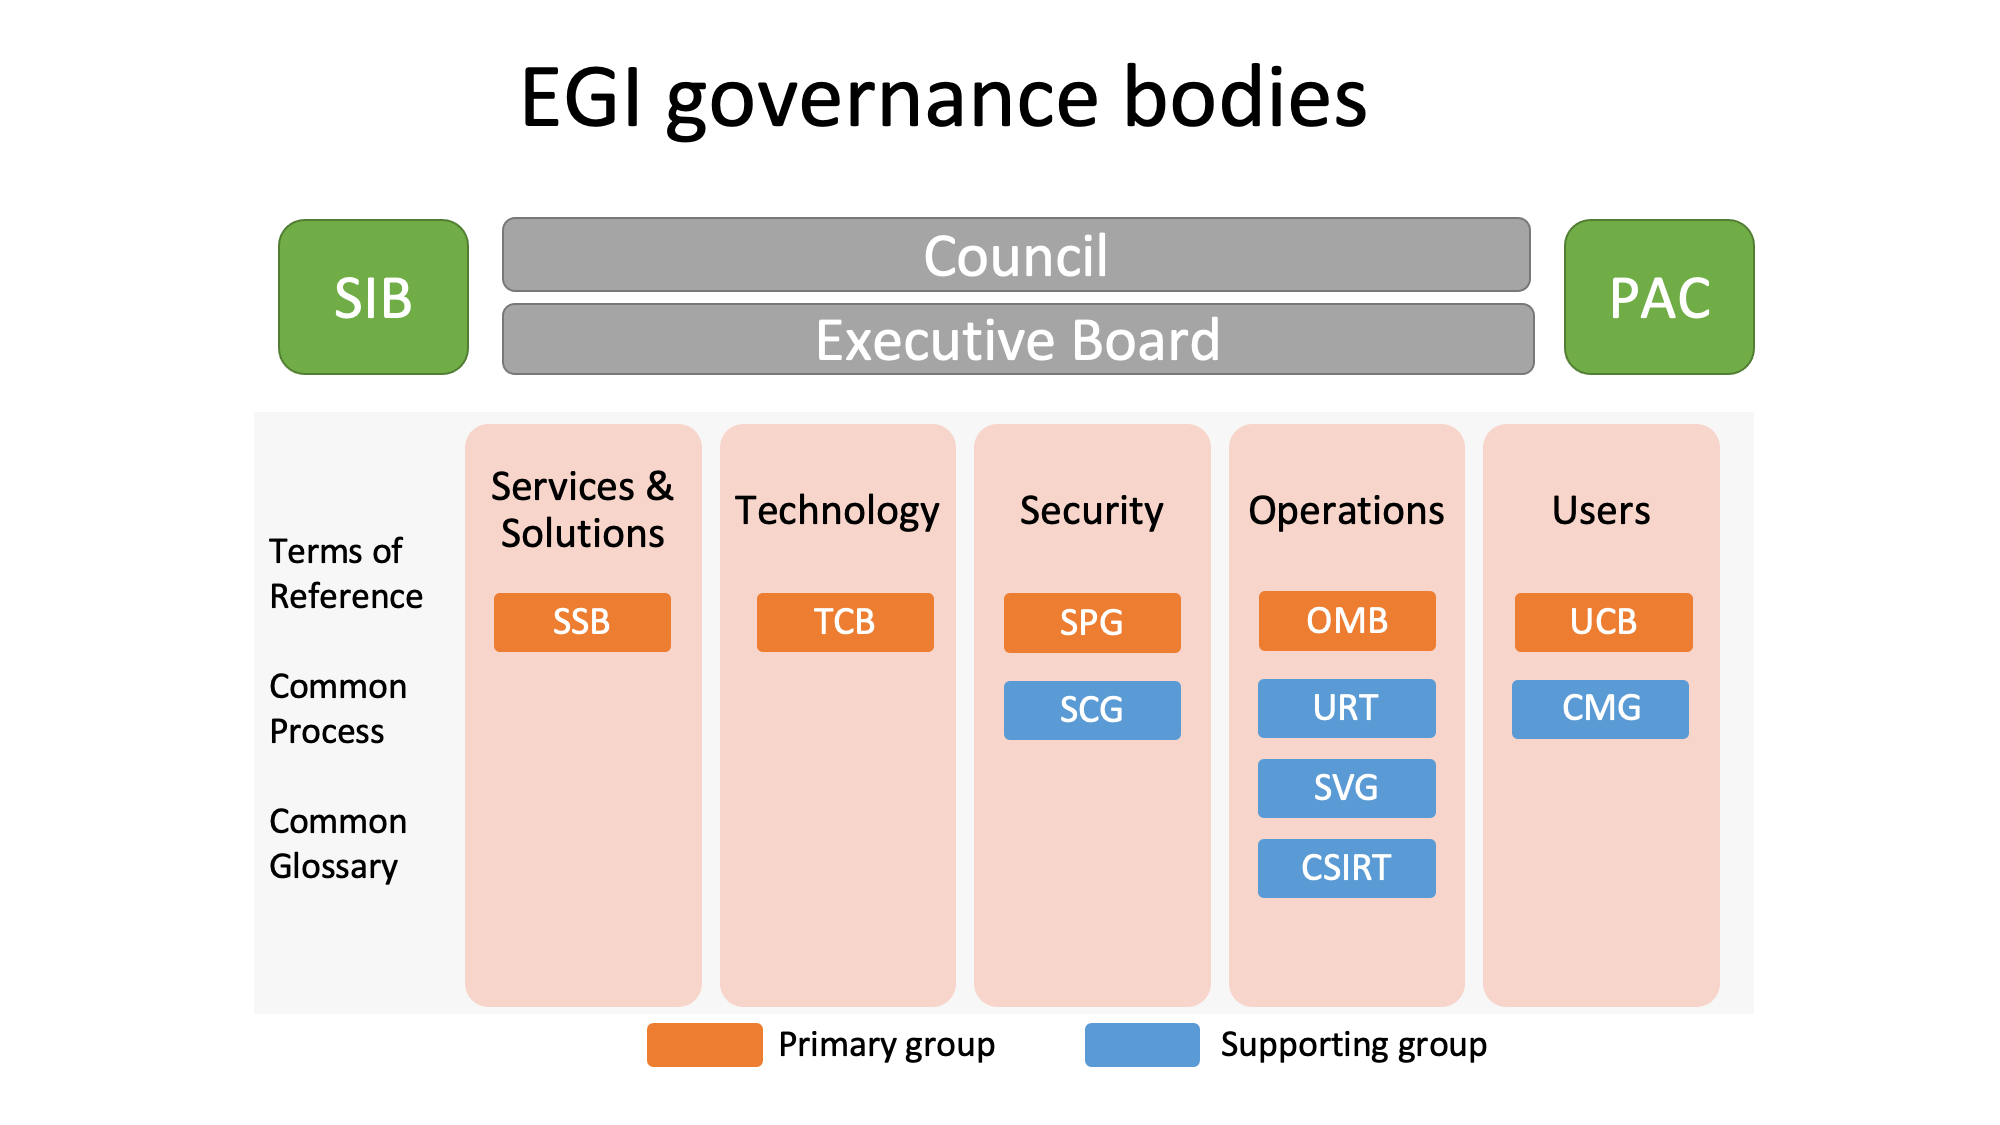 EGI governance bodies
SIB
Council
Executive Board
PAC
Terms of
Reference
Common
Process
Common
Glossary
Services &
Solutions
SSB
Technology
TCB
Security
SPG
SCG
Operations
OMB
URT
SVG
CSIRT
Users
UCB
CMG
Primary group
Supporting group